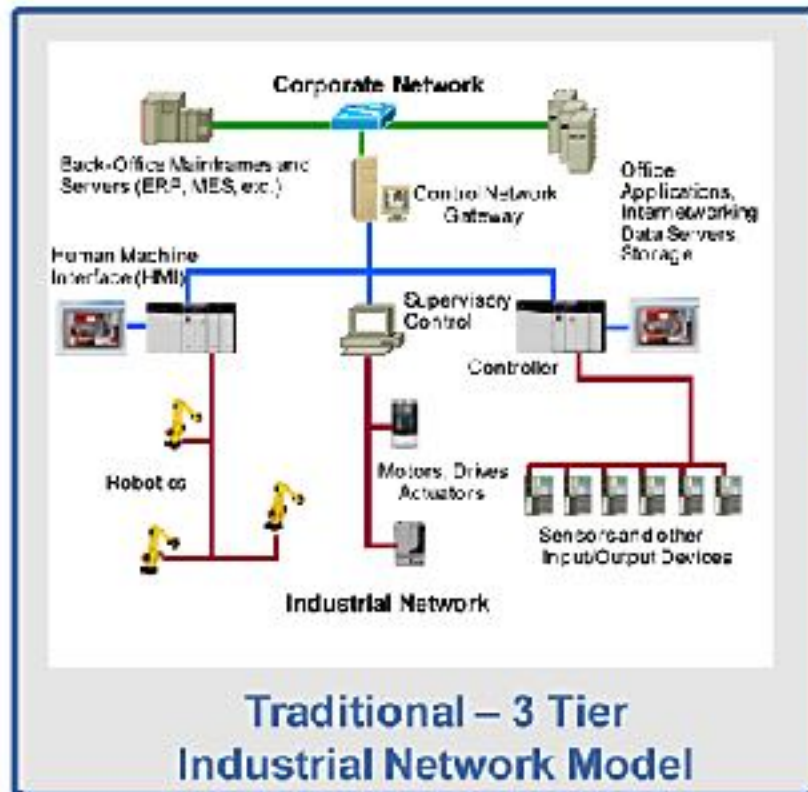 Corporate Network
Back-Office Mainframes and
Servers (ERP, MES, etc.)
Office
Applications,
Internetworking
Data Servers,
Storage
Control Network
Gateway
Human Machine
Interface (HMI)
Supervisory
Control
Controller
Robotics
Motors, Drives
Actuators
Sensors and other
Input/Output Devices
Industrial Network
Traditional – 3 Tier
Industrial Network Model